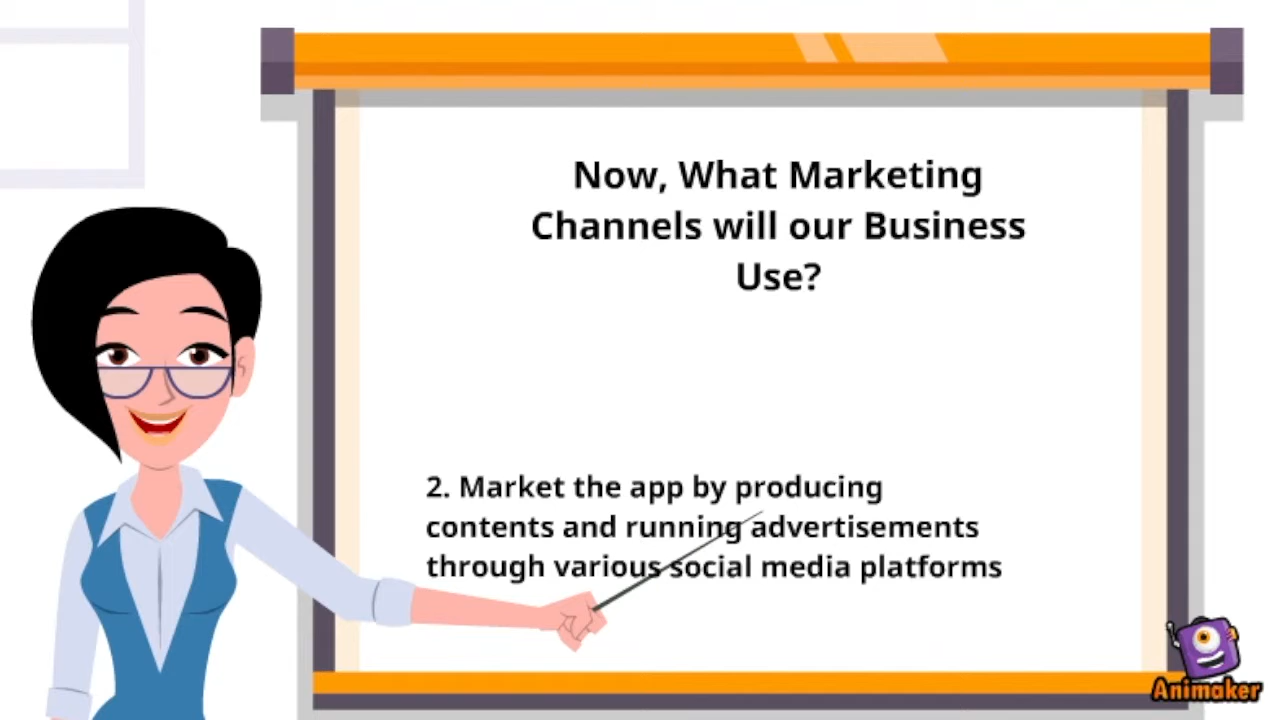 Now, What Marketing
Channels will our Business
Use?
2. Market the app by producing
contents and running advertisements
through various social media platforms
Animaker